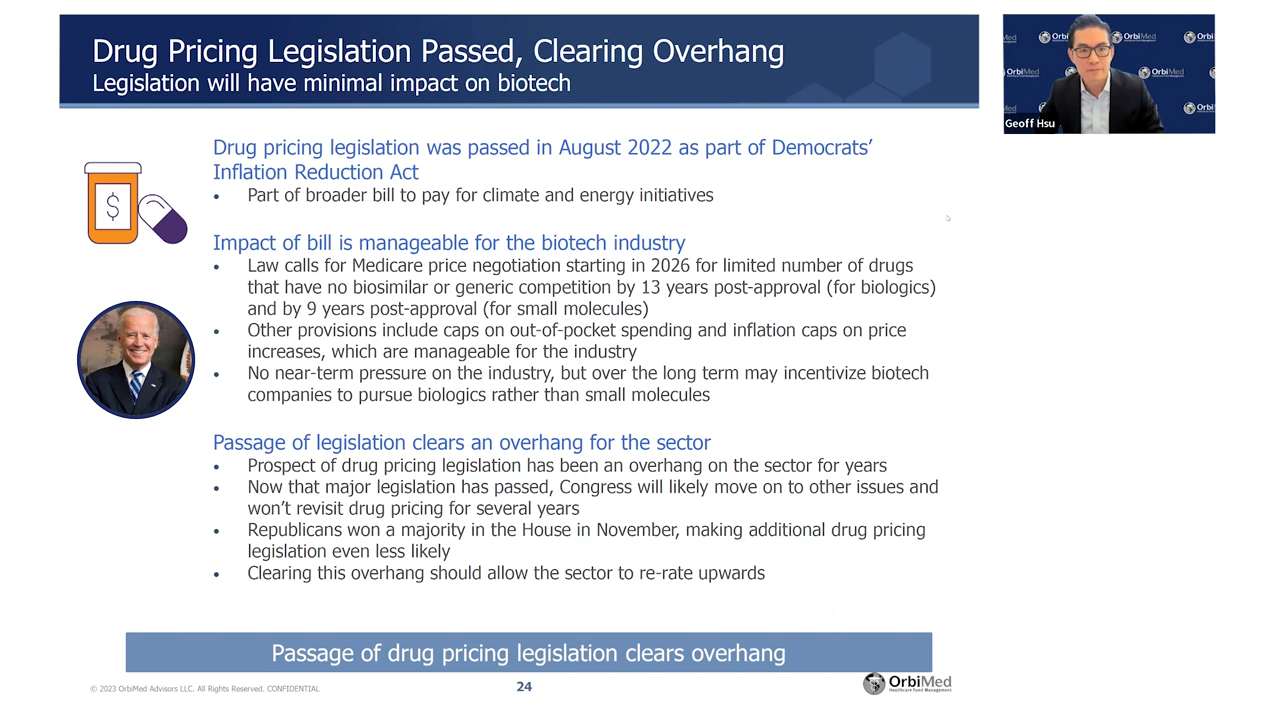 Drug Pricing Legislation Passed, Clearing Overhang
Legislation will have minimal impact on biotech
Drug pricing legislation was passed in August 2022 as part of Democrats’
Inflation Reduction Act
• Part of broader bill to pay for climate and energy initiatives
$
Impact of bill is manageable for the biotech industry
• Law calls for Medicare price negotiation starting in 2026 for limited number of drugs
that have no biosimilar or generic competition by 13 years post-approval (for biologics)
and by 9 years post-approval (for small molecules)
• Other provisions include caps on out-of-pocket spending and inflation caps on price
increases, which are manageable for the industry
• No near-term pressure on the industry, but over the long term may incentivize biotech
companies to pursue biologics rather than small molecules
Passage of legislation clears an overhang for the sector
• Prospect of drug pricing legislation has been an overhang on the sector for years
• Now that major legislation has passed, Congress will likely move on to other issues and
won’t revisit drug pricing for several years
• Republicans won a majority in the House in November, making additional drug pricing
legislation even less likely
• Clearing this overhang should allow the sector to re-rate upwards
Passage of drug pricing legislation clears overhang
© 2023 OrbiMed Advisors LLC. All Rights Reserved. CONFIDENTIAL
24
OrbiMed
Healthcare Fund Management
OrbiMed
OrbiMed
Geoff Hsu